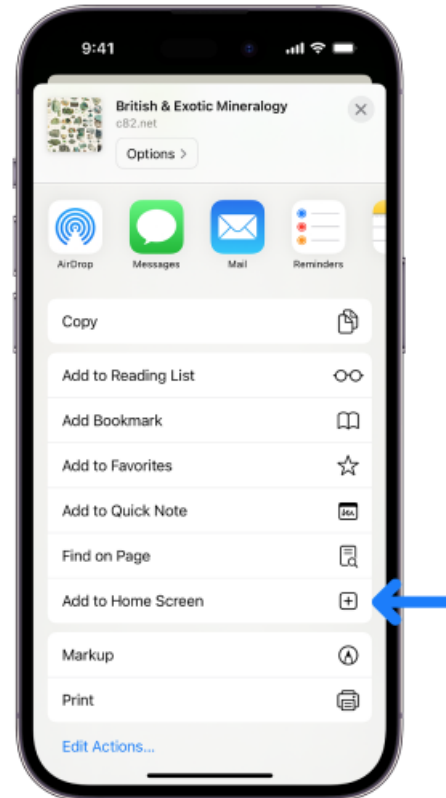 9:41
British & Exotic Mineralogy
c82.net
Options >
AirDrop
Messages
Mail
Reminders
Copy
Add to Reading List
Add Bookmark
Add to Favorites
Add to Quick Note
Find on Page
Add to Home Screen
Markup
Print
Edit Actions...